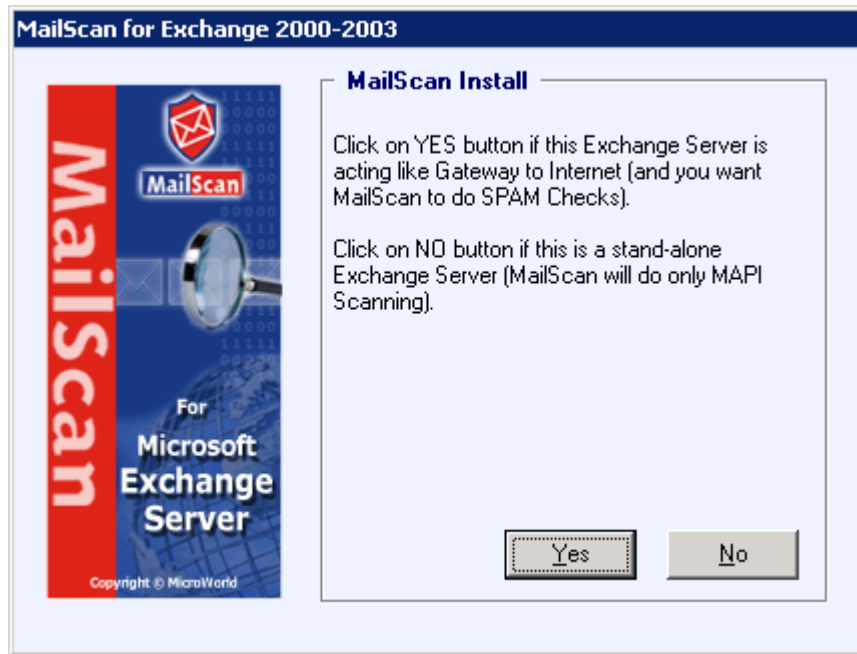 MailScan for Exchange 2000-2003
MailScan
MailScan
For
Microsoft
Exchange
Server
Copyright © MicroWorld
MailScan Install
Click on YES button if this Exchange Server is
acting like Gateway to Internet (and you want
MailScan to do SPAM Checks).
Click on NO button if this is a stand-alone
Exchange Server (MailScan will do only MAPI
Scanning).
Yes
No